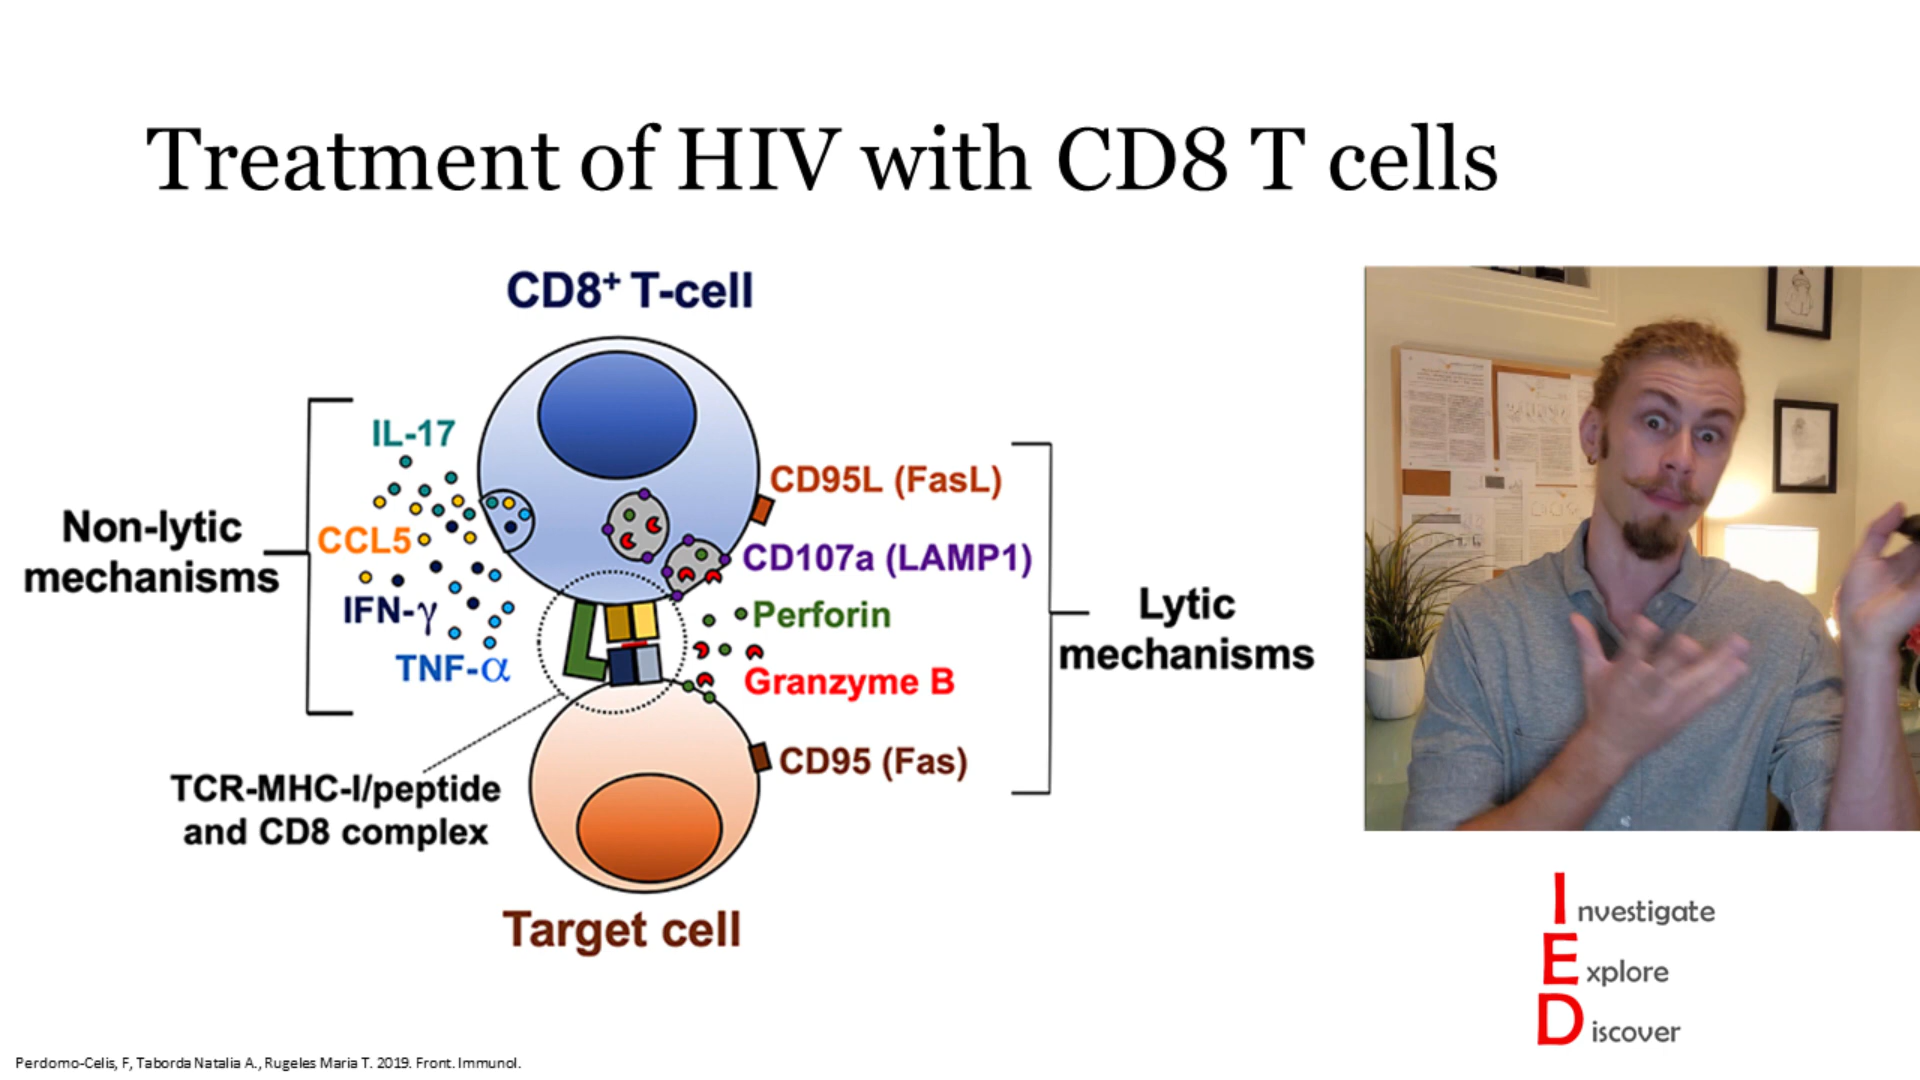 Treatment of HIV with CD8 T cells
CD8⁺ T-cell
IL-17
CCL5
IFN-γ
TNF-α
Non-lytic
mechanisms
CD95L (FasL)
CD107a (LAMP1)
Perforin
Granzyme B
CD95 (Fas)
Lytic
mechanisms
TCR-MHC-I/peptide
and CD8 complex
Target cell
Investigate
Explore
Discover
Perdomo-Celis, F, Taborda Natalia A., Rugeles Maria T. 2019. Front. Immunol.